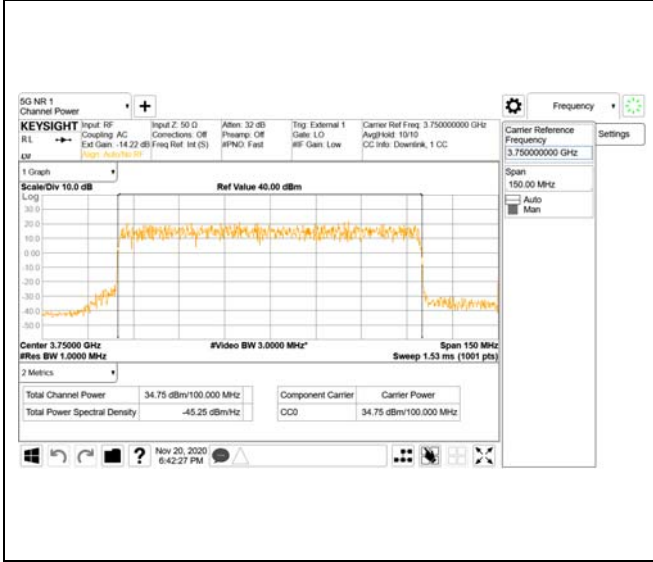 5G NR 1
Channel Power
Frequency
KEYSIGHT
Input: RF
Input Z: 50 Ω
Atten: 32 dB
Trig: External 1
Carrier Ref Freq: 3.750000000 GHz
RL
Coupling: AC
Corrections: Off
Preamp: Off
Gate: LO
Avg|Hold: 10/10
Ext Gain: -14.22 dB
Freq Ref: Int (S)
#PNO: Fast
#IF Gain: Low
CC Info: Downlink, 1 CC
Align: Auto/No RF
Carrier Reference
Frequency
3.750000000 GHz
Settings
Span
150.00 MHz
Auto
Man
1 Graph
Scale/Div 10.0 dB
Ref Value 40.00 dBm
Log
30.0
20.0
10.0
0.00
-10.0
-20.0
-30.0
-40.0
-50.0
Center 3.75000 GHz
#Video BW 3.0000 MHz*
Span 150 MHz
#Res BW 1.0000 MHz
Sweep 1.53 ms (1001 pts)
2 Metrics
Total Channel Power
34.75 dBm/100.000 MHz
Component Carrier
Carrier Power
Total Power Spectral Density
-45.25 dBm/Hz
CC0
34.75 dBm/100.000 MHz
Nov 20, 2020
6:42:27 PM